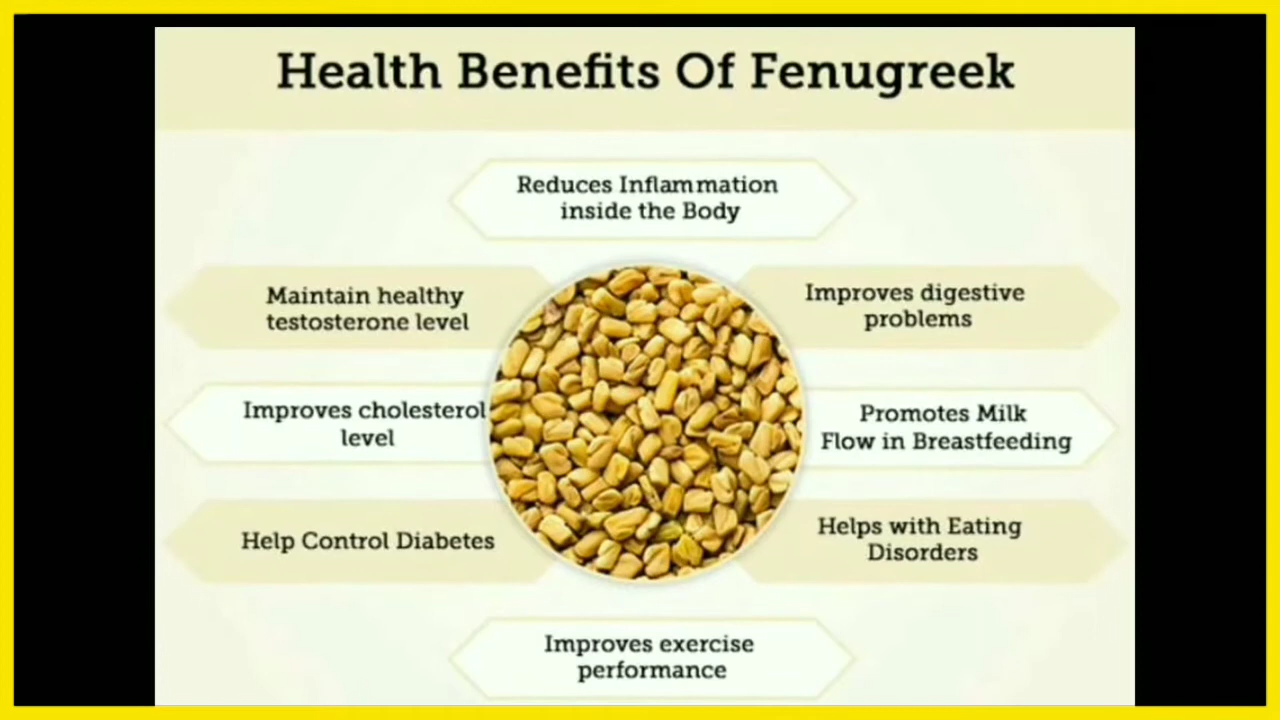 Health Benefits Of Fenugreek
Reduces Inflammation
inside the Body
Maintain healthy
testosterone level
Improves digestive
problems
Improves cholesterol
level
Promotes Milk
Flow in Breastfeeding
Help Control Diabetes
Helps with Eating
Disorders
Improves exercise
performance